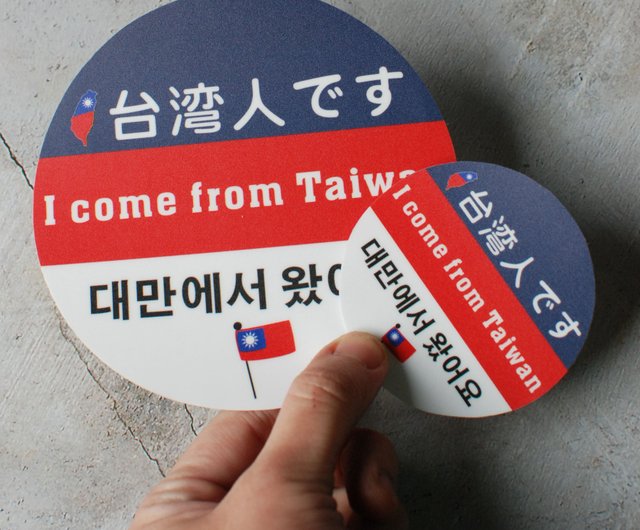 台湾人です
I come from Taiwa
대만에서 왔
台湾人です
I come from Taiwan
대만에서 왔어요